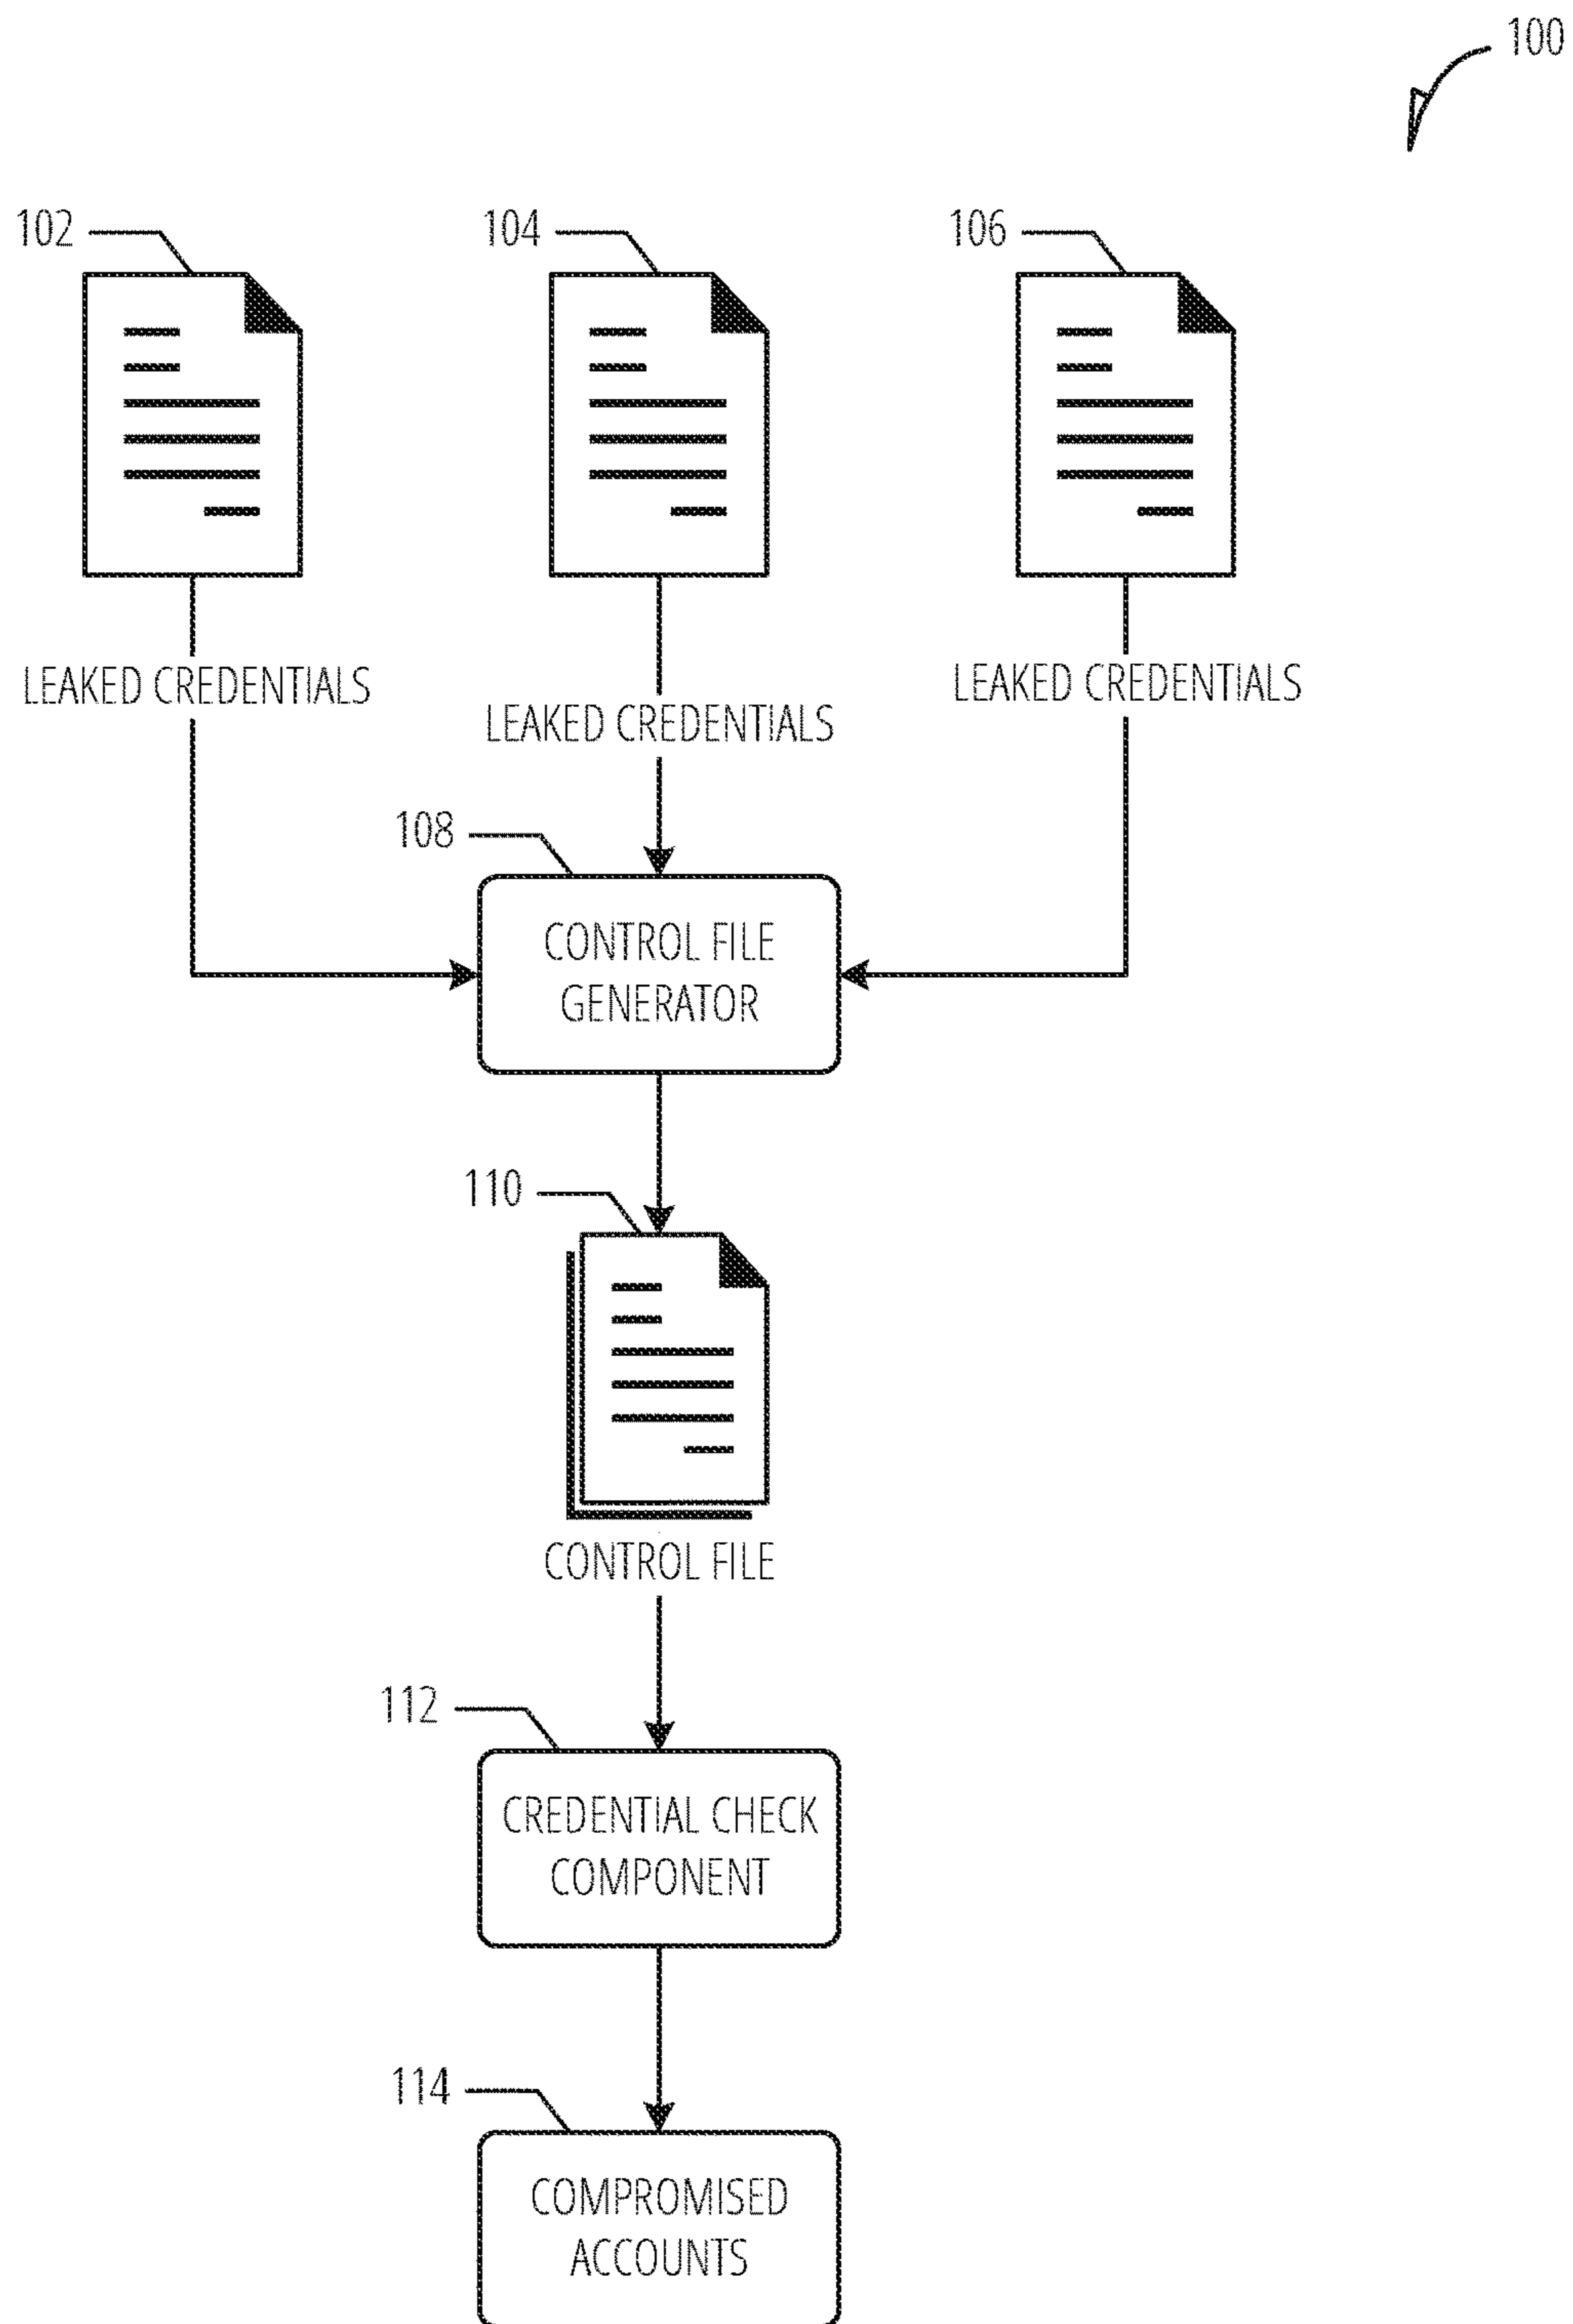 100
102
104
106
LEAKED CREDENTIALS
LEAKED CREDENTIALS
LEAKED CREDENTIALS
108
CONTROL FILE
GENERATOR
110
CONTROL FILE
112
CREDENTIAL CHECK
COMPONENT
114
COMPROMISED
ACCOUNTS